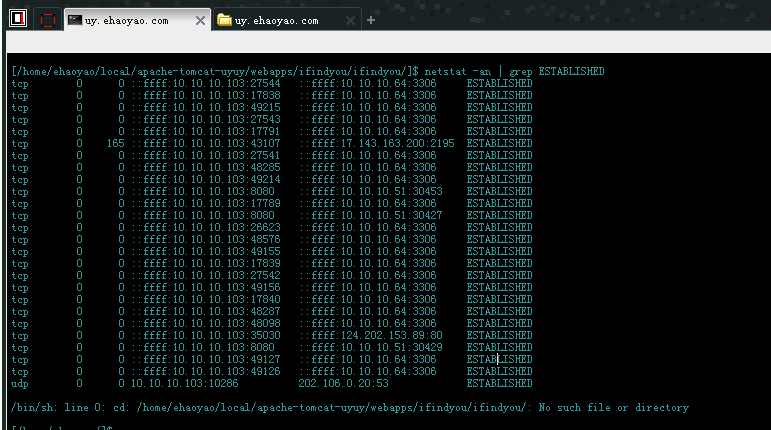 uy.ehaoyao.com
uy.ehaoyao.com
[/home/ehaoyao/local/apache-tomcat-uyuy/webapps/ifindyou/ifindyou/]$ netstat -an | grep ESTABLISHED
tcp 0 0 ::ffff:10.10.10.103:27544 ::ffff:10.10.10.64:3306 ESTABLISHED
tcp 0 0 ::ffff:10.10.10.103:17838 ::ffff:10.10.10.64:3306 ESTABLISHED
tcp 0 0 ::ffff:10.10.10.103:49215 ::ffff:10.10.10.64:3306 ESTABLISHED
tcp 0 0 ::ffff:10.10.10.103:27543 ::ffff:10.10.10.64:3306 ESTABLISHED
tcp 0 0 ::ffff:10.10.10.103:17791 ::ffff:10.10.10.64:3306 ESTABLISHED
tcp 0 165 ::ffff:10.10.10.103:43107 ::ffff:17.143.163.200:2195 ESTABLISHED
tcp 0 0 ::ffff:10.10.10.103:27541 ::ffff:10.10.10.64:3306 ESTABLISHED
tcp 0 0 ::ffff:10.10.10.103:48285 ::ffff:10.10.10.64:3306 ESTABLISHED
tcp 0 0 ::ffff:10.10.10.103:49214 ::ffff:10.10.10.64:3306 ESTABLISHED
tcp 0 0 ::ffff:10.10.10.103:8080 ::ffff:10.10.10.51:30453 ESTABLISHED
tcp 0 0 ::ffff:10.10.10.103:17789 ::ffff:10.10.10.64:3306 ESTABLISHED
tcp 0 0 ::ffff:10.10.10.103:8080 ::ffff:10.10.10.51:30427 ESTABLISHED
tcp 0 0 ::ffff:10.10.10.103:26623 ::ffff:10.10.10.64:3306 ESTABLISHED
tcp 0 0 ::ffff:10.10.10.103:48576 ::ffff:10.10.10.64:3306 ESTABLISHED
tcp 0 0 ::ffff:10.10.10.103:49155 ::ffff:10.10.10.64:3306 ESTABLISHED
tcp 0 0 ::ffff:10.10.10.103:17839 ::ffff:10.10.10.64:3306 ESTABLISHED
tcp 0 0 ::ffff:10.10.10.103:27542 ::ffff:10.10.10.64:3306 ESTABLISHED
tcp 0 0 ::ffff:10.10.10.103:49156 ::ffff:10.10.10.64:3306 ESTABLISHED
tcp 0 0 ::ffff:10.10.10.103:17840 ::ffff:10.10.10.64:3306 ESTABLISHED
tcp 0 0 ::ffff:10.10.10.103:48287 ::ffff:10.10.10.64:3306 ESTABLISHED
tcp 0 0 ::ffff:10.10.10.103:48098 ::ffff:10.10.10.64:3306 ESTABLISHED
tcp 0 0 ::ffff:10.10.10.103:35030 ::ffff:124.202.153.89:80 ESTABLISHED
tcp 0 0 ::ffff:10.10.10.103:8080 ::ffff:10.10.10.51:30429 ESTABLISHED
tcp 0 0 ::ffff:10.10.10.103:49127 ::ffff:10.10.10.64:3306 ESTABLISHED
tcp 0 0 ::ffff:10.10.10.103:49126 ::ffff:10.10.10.64:3306 ESTABLISHED
udp 0 0 10.10.10.103:10286 202.106.0.20:53 ESTABLISHED
/bin/sh: line 0: cd: /home/ehaoyao/local/apache-tomcat-uyuy/webapps/ifindyou/ifindyou/: No such file or directory